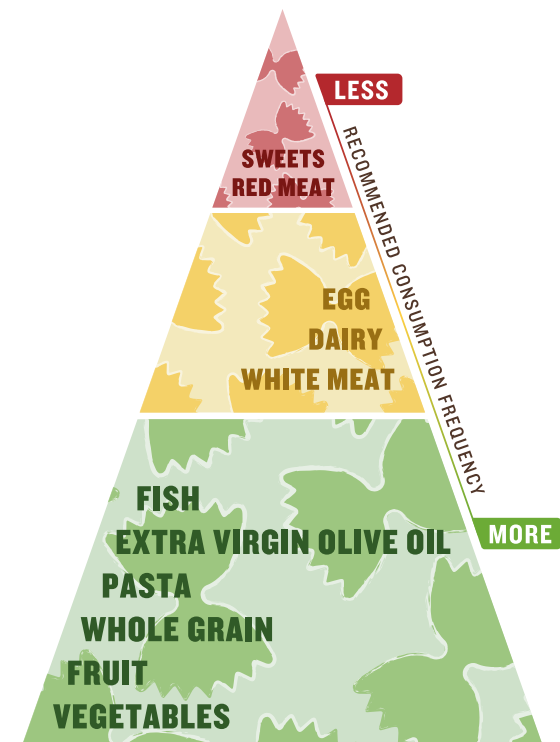 LESS
RECOMMENDED CONSUMPTION FREQUENCY
SWEETS
RED MEAT
EGG
DAIRY
WHITE MEAT
FISH
EXTRA VIRGIN OLIVE OIL
MORE
PASTA
WHOLE GRAIN
FRUIT
VEGETABLES